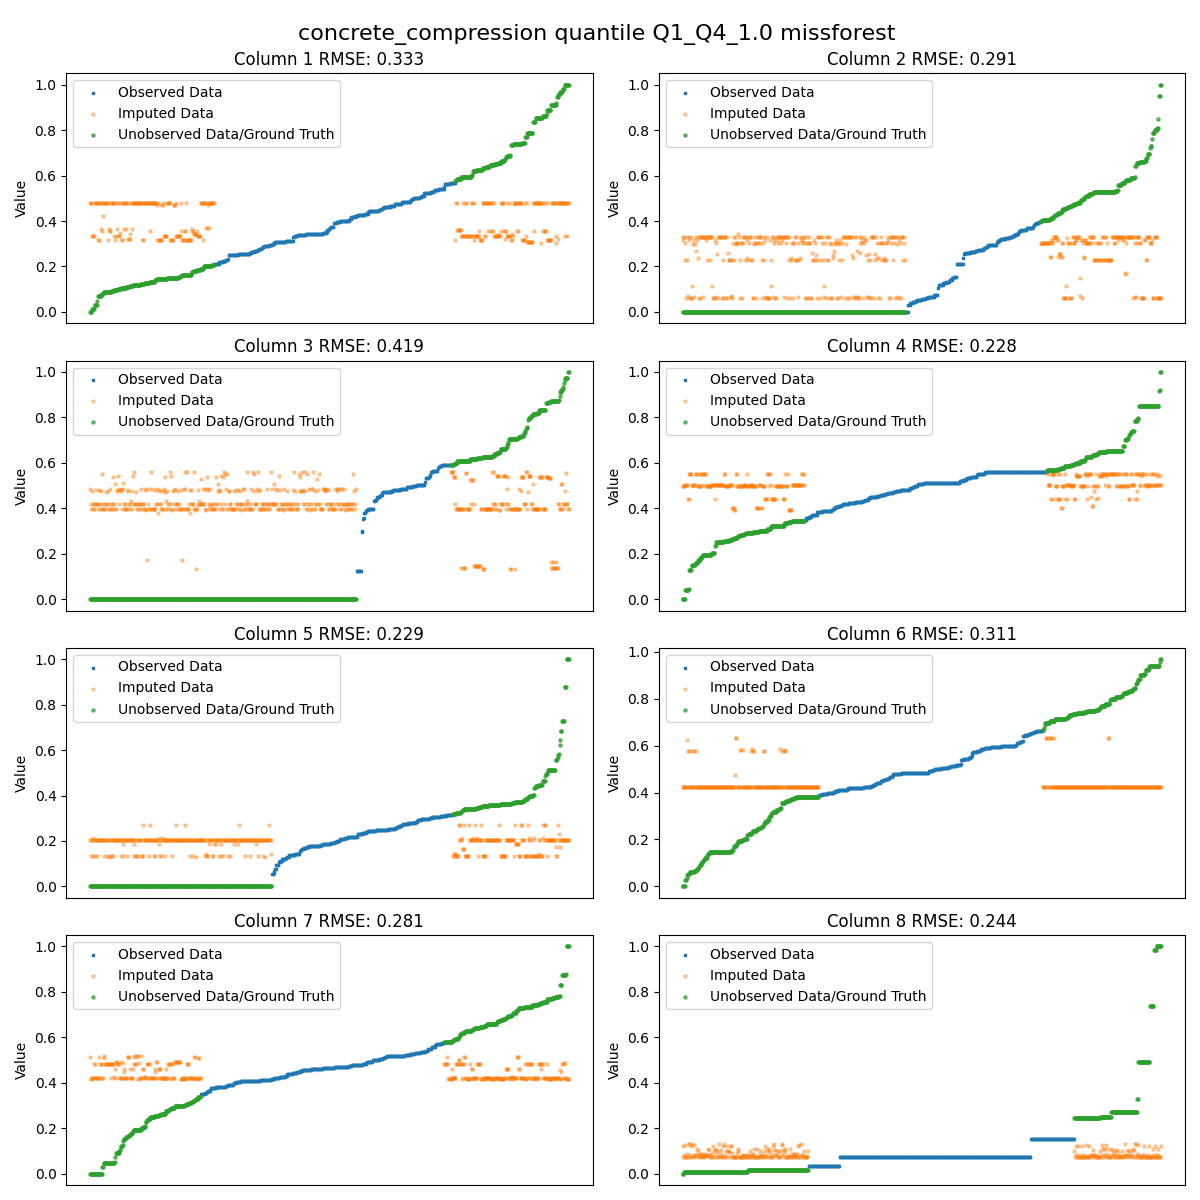 concrete_compression quantile Q1_Q4_1.0 missforest
Column 1 RMSE: 0.333
1.0
0.8
0.6
0.4
0.2
0.0
Value
Observed Data
Imputed Data
Unobserved Data/Ground Truth
Column 2 RMSE: 0.291
1.0
0.8
0.6
0.4
0.2
0.0
Value
Observed Data
Imputed Data
Unobserved Data/Ground Truth
Column 3 RMSE: 0.419
1.0
0.8
0.6
0.4
0.2
0.0
Value
Observed Data
Imputed Data
Unobserved Data/Ground Truth
Column 4 RMSE: 0.228
1.0
0.8
0.6
0.4
0.2
0.0
Value
Observed Data
Imputed Data
Unobserved Data/Ground Truth
Column 5 RMSE: 0.229
1.0
0.8
0.6
0.4
0.2
0.0
Value
Observed Data
Imputed Data
Unobserved Data/Ground Truth
Column 6 RMSE: 0.311
1.0
0.8
0.6
0.4
0.2
0.0
Value
Observed Data
Imputed Data
Unobserved Data/Ground Truth
Column 7 RMSE: 0.281
1.0
0.8
0.6
0.4
0.2
0.0
Value
Observed Data
Imputed Data
Unobserved Data/Ground Truth
Column 8 RMSE: 0.244
1.0
0.8
0.6
0.4
0.2
0.0
Value
Observed Data
Imputed Data
Unobserved Data/Ground Truth